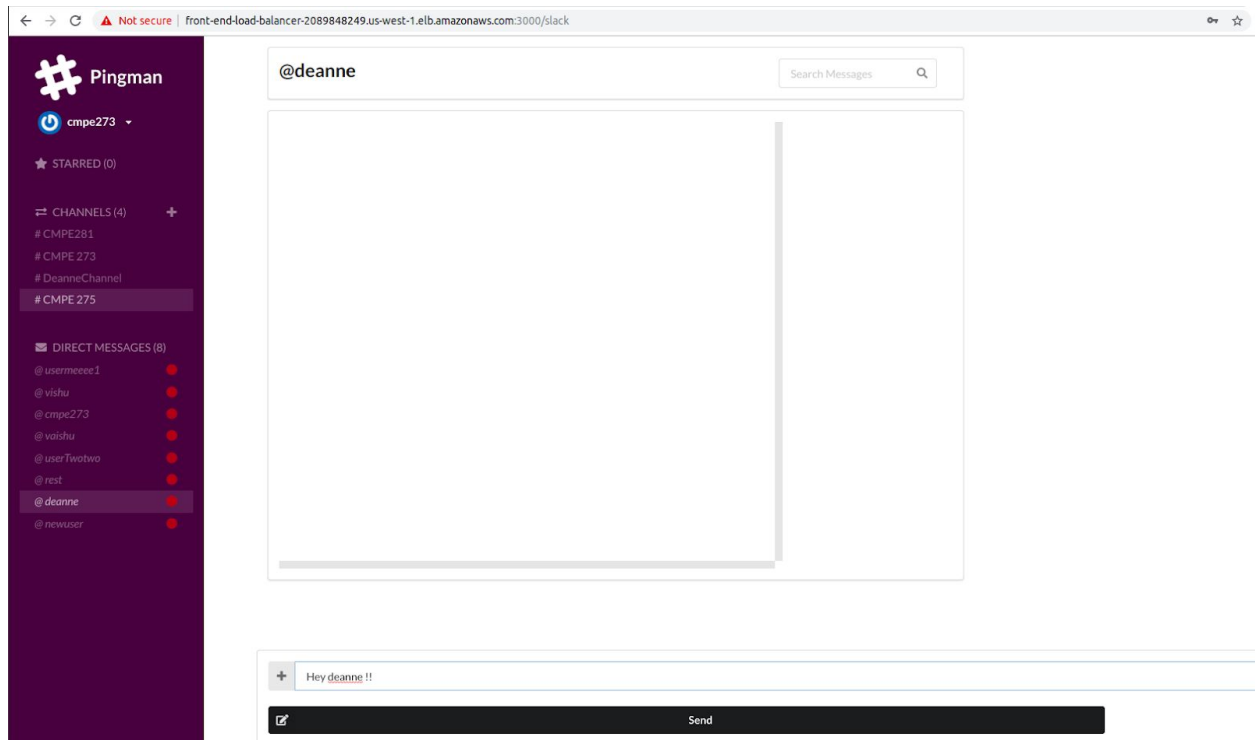 Not secure | front-end-load-balancer-2089848249.us-west-1.elb.amazonaws.com:3000/slack
Pingman
cmpe273
STARRED (0)
CHANNELS (4)
# CMPE281
# CMPE 273
# DeanneChannel
# CMPE 275
DIRECT MESSAGES (8)
@ usermeeee1
@ vishu
@ cmpe273
@ vaishu
@ userTwotwo
@ rest
@ deanne
@ newuser
@deanne
Search Messages
Hey deanne !!
Send